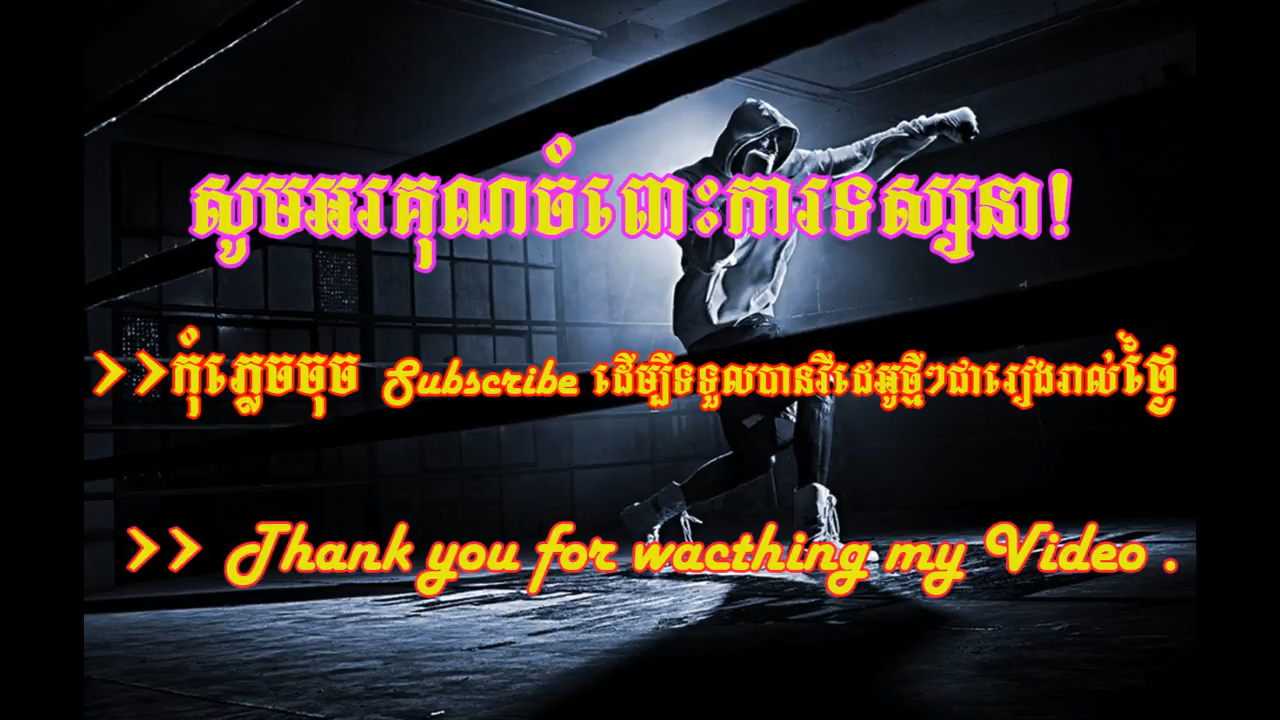 សូមអរគុណចំពោះការទស្សនា!
>>កុំភ្លេចចុច Subscribe ដើម្បីទទួលបានវីដេអូថ្មីៗជារៀងរាល់ថ្ងៃ
>> Thank you for wacthing my Video .